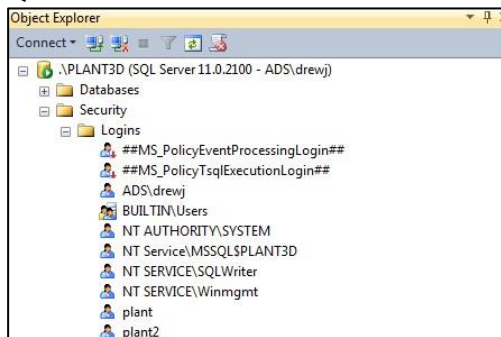 Object Explorer
Connect
.\PLANT3D (SQL Server 11.0.2100 - ADS\drewj)
Databases
Security
Logins
##MS_PolicyEventProcessingLogin##
##MS_PolicyTsqlExecutionLogin##
ADS\drewj
BUILTIN\Users
NT AUTHORITY\SYSTEM
NT Service\MSSQL$PLANT3D
NT SERVICE\SQLWriter
NT SERVICE\Winmgmt
plant
plant2